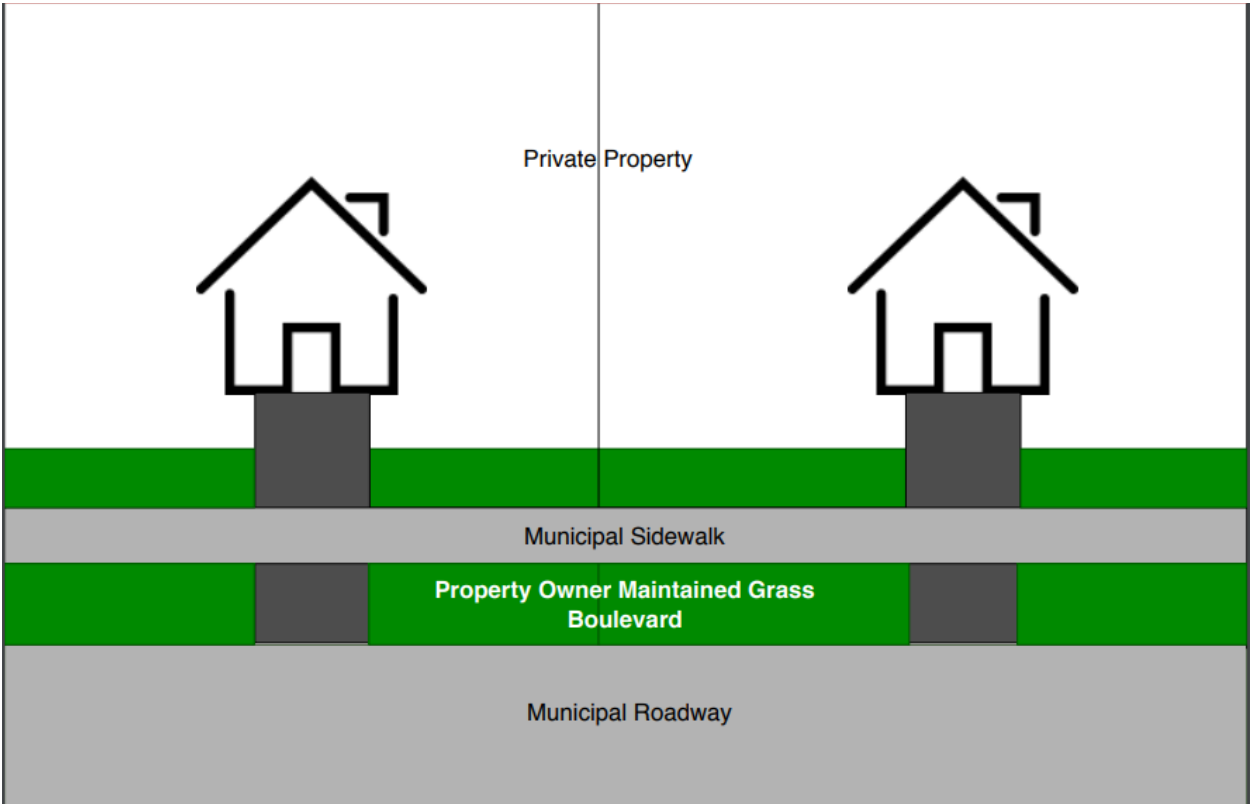 Private Property
Municipal Sidewalk
Property Owner Maintained Grass
Boulevard
Municipal Roadway